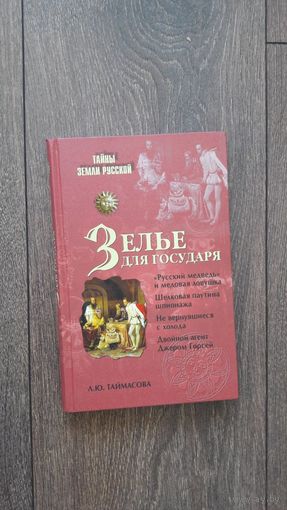 ТАЙНЫ
ЗЕМЛИ РУССКОЙ
ЗЕЛЬЕ
ДЛЯ ГОСУДАРЯ
«Русский медведь»
и медовая ловушка
Шелковая паутина
шпионажа
Не вернувшиеся
с холода
Двойной агент
Джером Горсей
Л.Ю. ТАЙМАСОВА